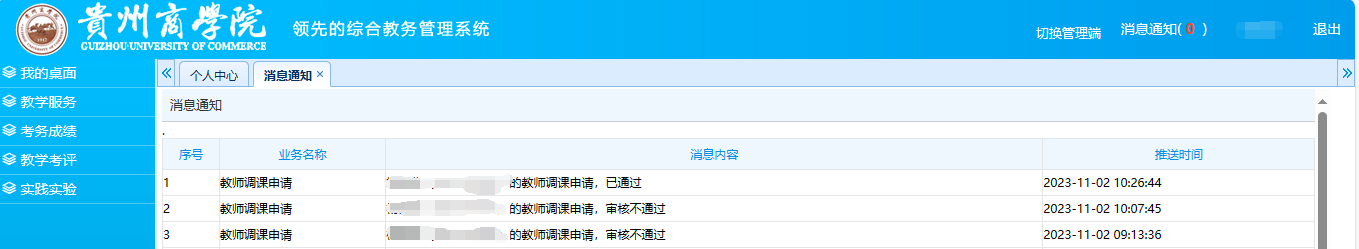 貴州商學院
GUIZHOU UNIVERSITY OF COMMERCE
领先的综合教务管理系统
切换管理端 消息通知( 0 ) 退出
我的桌面
教学服务
考务成绩
教学考评
实践实验
个人中心 消息通知 ×
消息通知
序号 业务名称 消息内容 推送时间
1 教师调课申请 的教师调课申请，已通过 2023-11-02 10:26:44
2 教师调课申请 的教师调课申请，审核不通过 2023-11-02 10:07:45
3 教师调课申请 的教师调课申请，审核不通过 2023-11-02 09:13:36